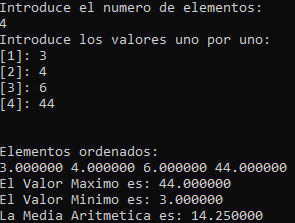 Introduce el numero de elementos:
4
Introduce los valores uno por uno:
[1]: 3
[2]: 4
[3]: 6
[4]: 44
Elementos ordenados:
3.000000 4.000000 6.000000 44.000000
El Valor Maximo es: 44.000000
El Valor Minimo es: 3.000000
La Media Aritmetica es: 14.250000